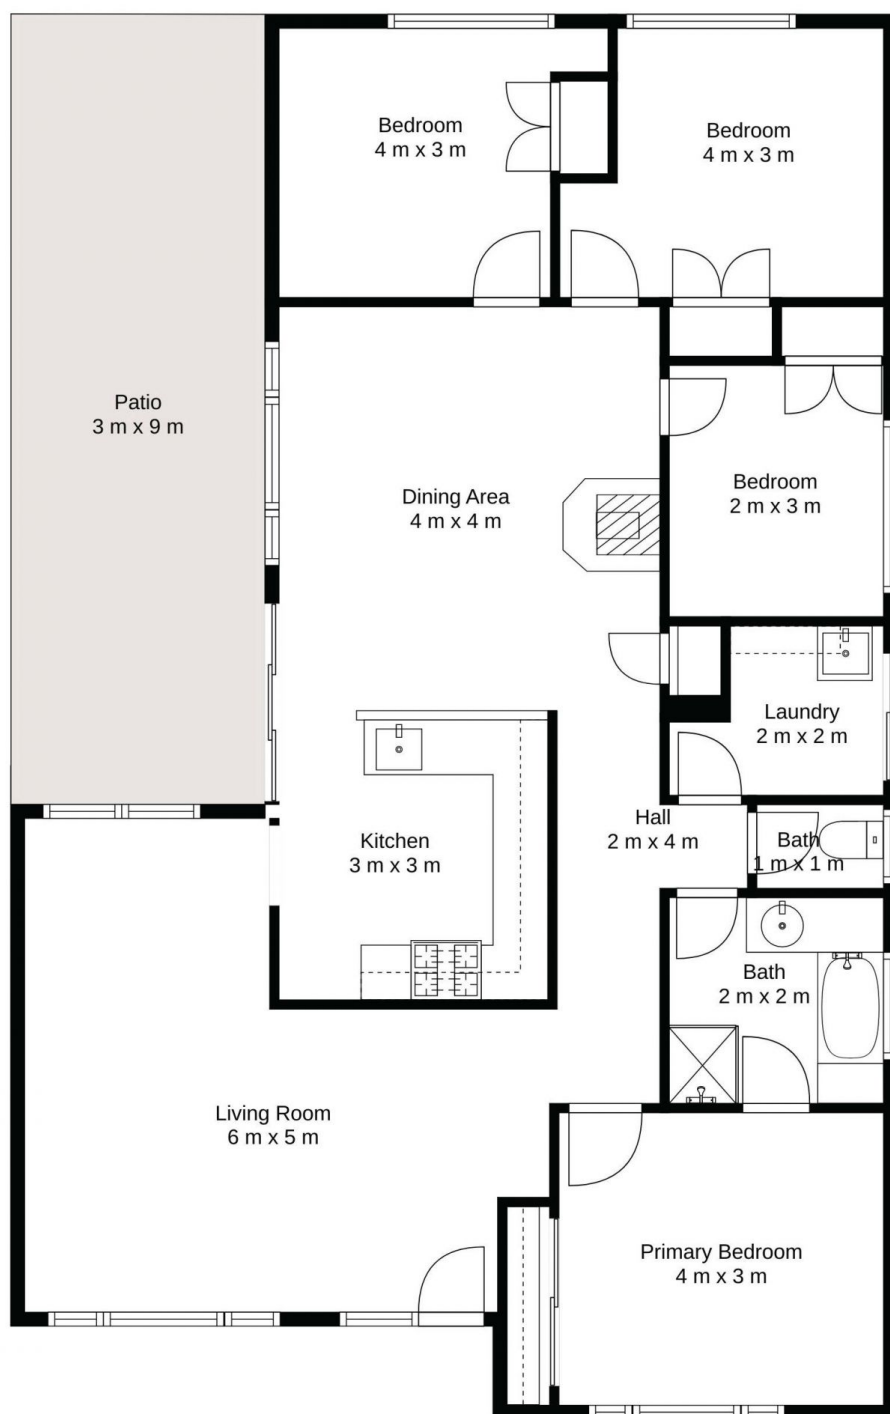 Bedroom
4 m x 3 m
Bedroom
4 m x 3 m
Patio
3 m x 9 m
Dining Area
4 m x 4 m
Bedroom
2 m x 3 m
Laundry
2 m x 2 m
Hall
2 m x 4 m
Kitchen
3 m x 3 m
Bath
1 m x 1 m
Bath
2 m x 2 m
Living Room
6 m x 5 m
Primary Bedroom
4 m x 3 m